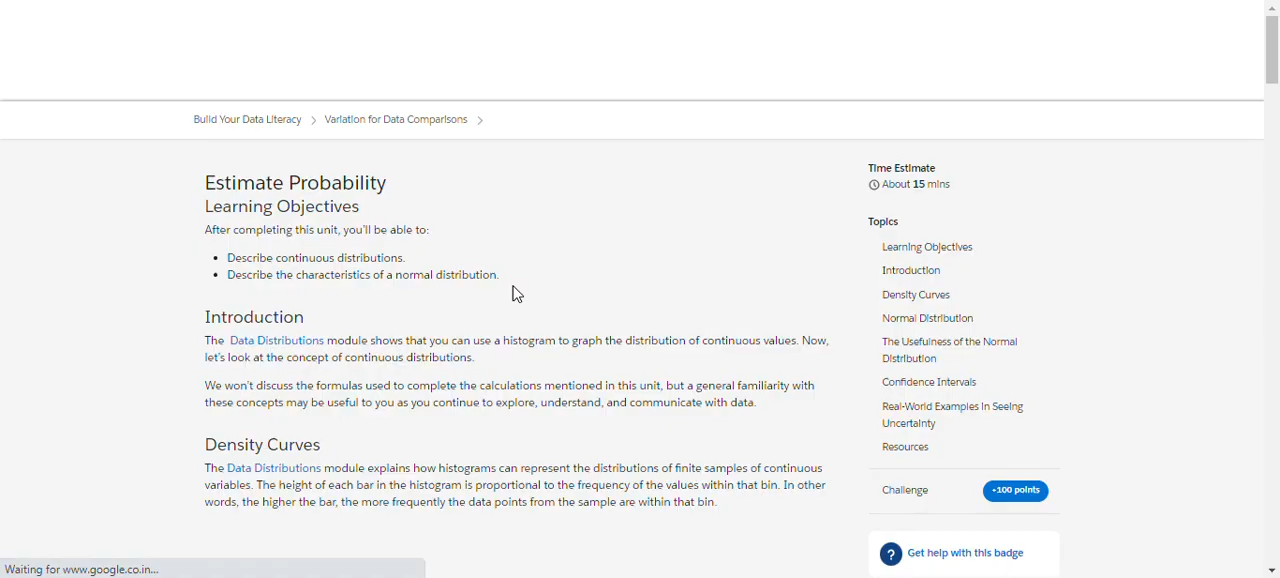 Build Your Data Literacy
Variation for Data Comparisons
Estimate Probability
Learning Objectives
After completing this unit, you'll be able to:
Describe continuous distributions.
Describe the characteristics of a normal distribution.
Introduction
The Data Distributions module shows that you can use a histogram to graph the distribution of continuous values. Now,
let's look at the concept of continuous distributions.
We won't discuss the formulas used to complete the calculations mentioned in this unit, but a general familiarity with
these concepts may be useful to you as you continue to explore, understand, and communicate with data.
Density Curves
The Data Distributions module explains how histograms can represent the distributions of finite samples of continuous
variables. The height of each bar in the histogram is proportional to the frequency of the values within that bin. In other
words, the higher the bar, the more frequently the data points from the sample are within that bin.
Time Estimate
About 15 mins
Topics
Learning Objectives
Introduction
Density Curves
Normal Distribution
The Usefulness of the Normal
Distribution
Confidence Intervals
Real-World Examples in Seeing
Uncertainty
Resources
Challenge
+100 points
? Get help with this badge
Waiting for www.google.co.in...